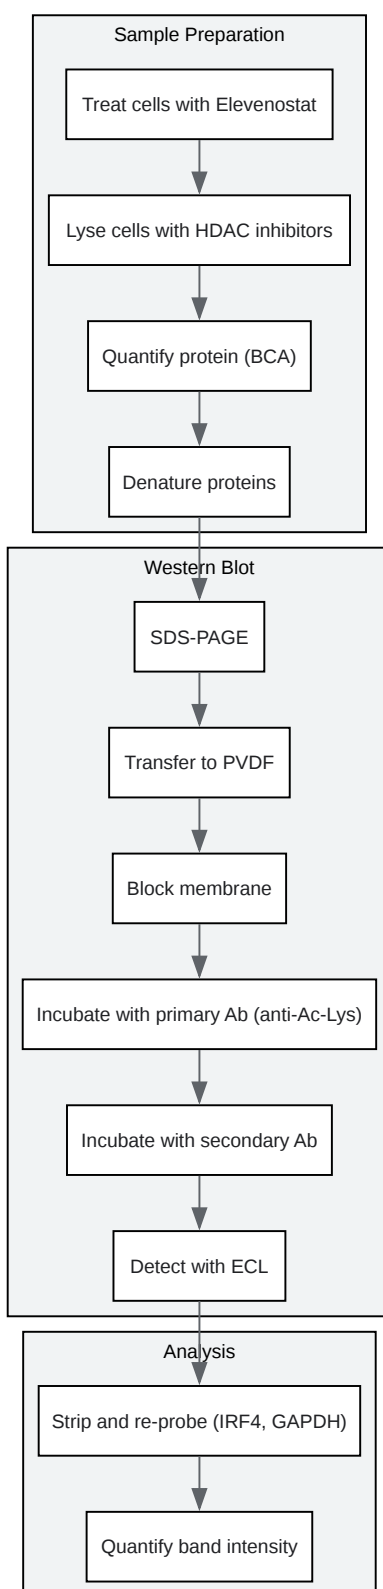 Sample Preparation
Treat cells with Elevenostat
Lyse cells with HDAC inhibitors
Quantify protein (BCA)
Denature proteins
Western Blot
SDS-PAGE
Transfer to PVDF
Block membrane
Incubate with primary Ab (anti-Ac-Lys)
Incubate with secondary Ab
Detect with ECL
Analysis
Strip and re-probe (IRF4, GAPDH)
Quantify band intensity